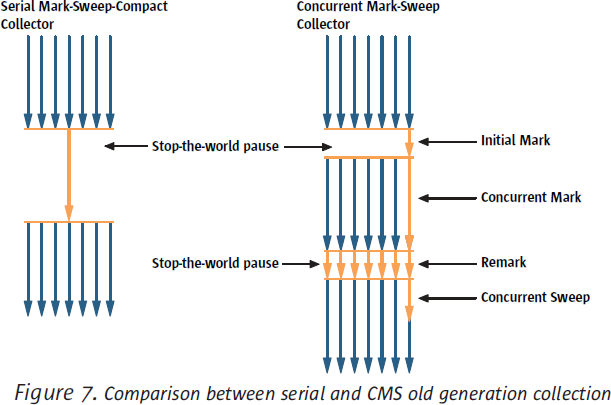 Serial Mark-Sweep-Compact
Collector
Concurrent Mark-Sweep
Collector
Stop-the-world pause
Initial Mark
Concurrent Mark
Stop-the-world pause
Remark
Concurrent Sweep
Figure 7. Comparison between serial and CMS old generation collection